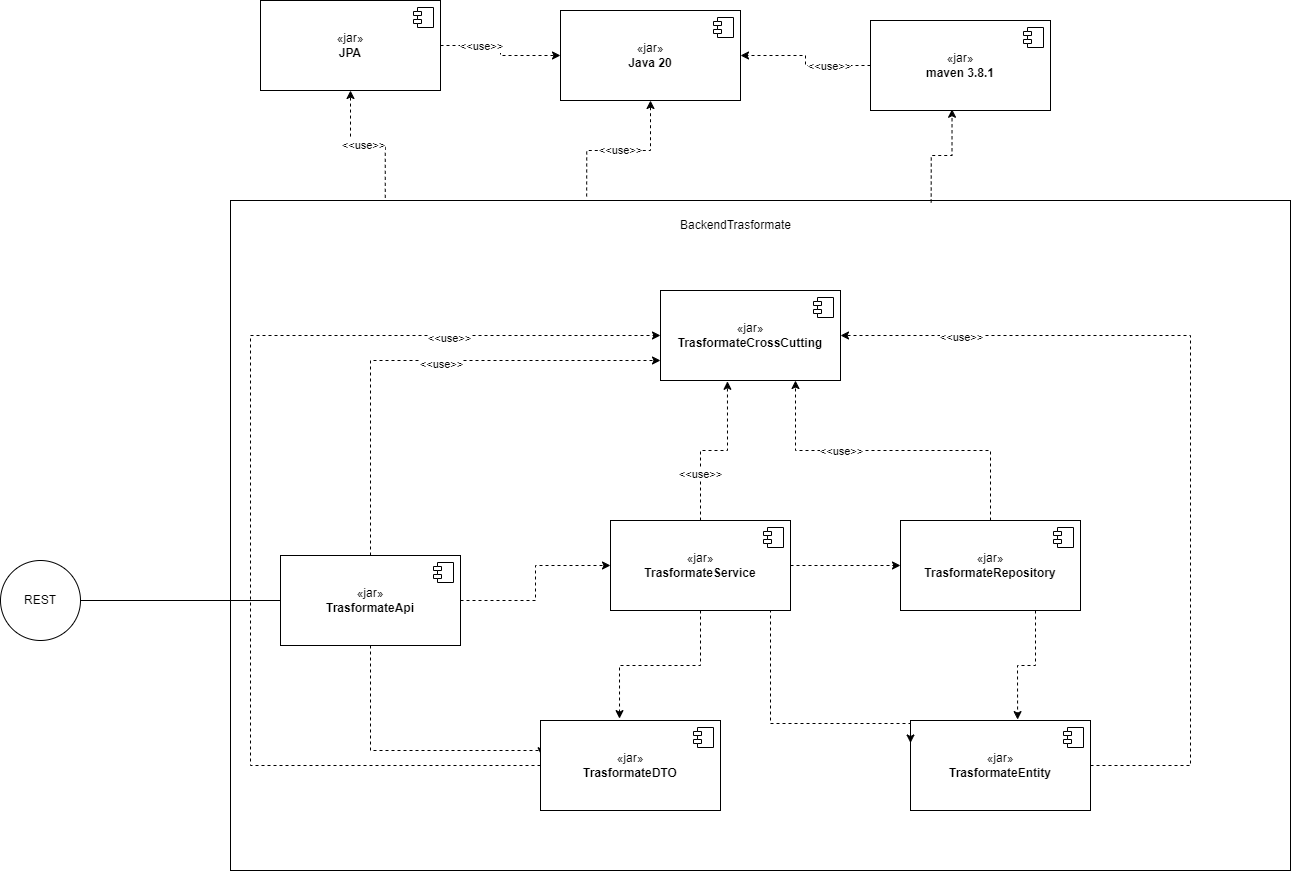 «jar»
JPA
<<use>>
«jar»
Java 20
<<use>>
«jar»
maven 3.8.1
<<use>>
<<use>>
BackendTrasformate
«jar»
TrasformateCrossCutting
<<use>>
<<use>>
<<use>>
<<use>>
<<use>>
«jar»
TrasformateService
«jar»
TrasformateRepository
REST
«jar»
TrasformateApi
«jar»
TrasformateDTO
«jar»
TrasformateEntity